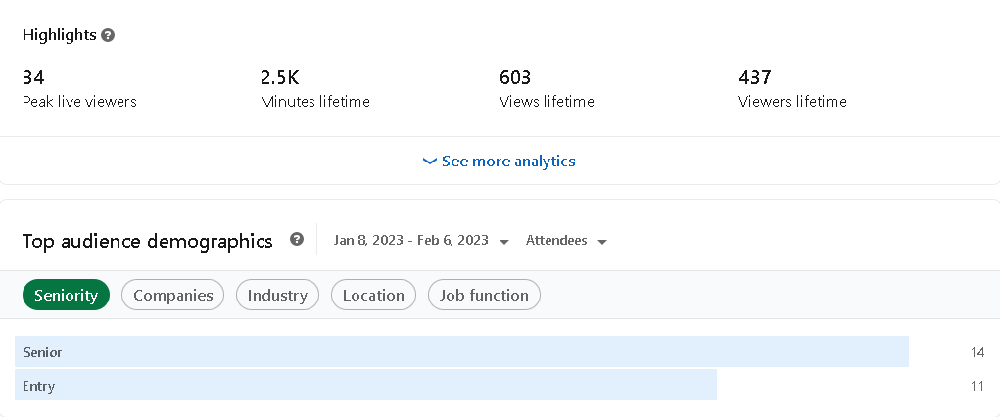 Highlights ?
34 2.5K 603 437
Peak live viewers Minutes lifetime Views lifetime Viewers lifetime
See more analytics
Top audience demographics ? Jan 8, 2023 - Feb 6, 2023 Attendees
Seniority Companies Industry Location Job function
Senior 14
Entry 11